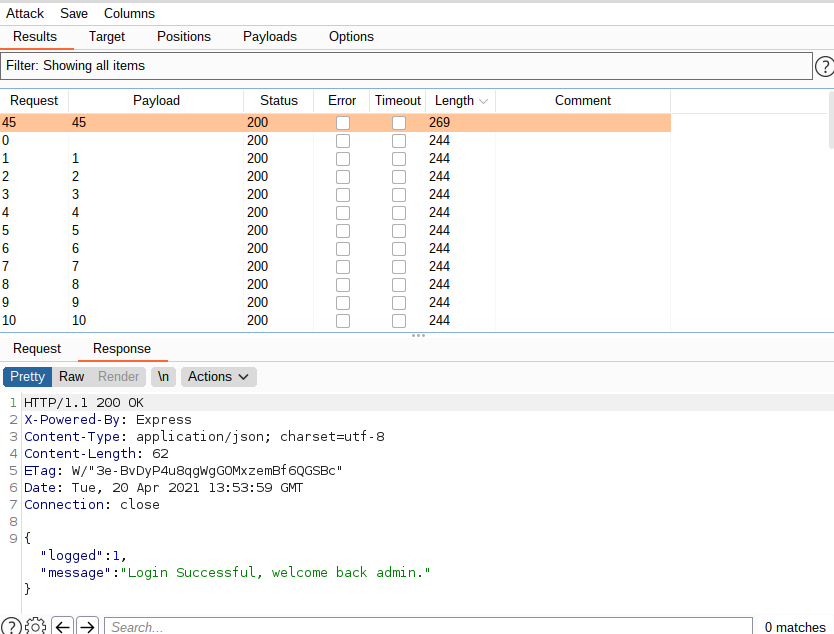 Attack Save Columns
Results Target Positions Payloads Options
Filter: Showing all items ?
Request Payload Status Error Timeout Length Comment
45 45 200 269
0 200 244
1 1 200 244
2 2 200 244
3 3 200 244
4 4 200 244
5 5 200 244
6 6 200 244
7 7 200 244
8 8 200 244
9 9 200 244
10 10 200 244
Request Response
Pretty Raw Render \n Actions
1 HTTP/1.1 200 OK
2 X-Powered-By: Express
3 Content-Type: application/json; charset=utf-8
4 Content-Length: 62
5 ETag: W/"3e-BvDyP4u8qgWgGOMxzemBf6QGSBc"
6 Date: Tue, 20 Apr 2021 13:53:59 GMT
7 Connection: close
8
9 {
"logged":1,
"message":"Login Successful, welcome back admin."
}
? Search... 0 matches